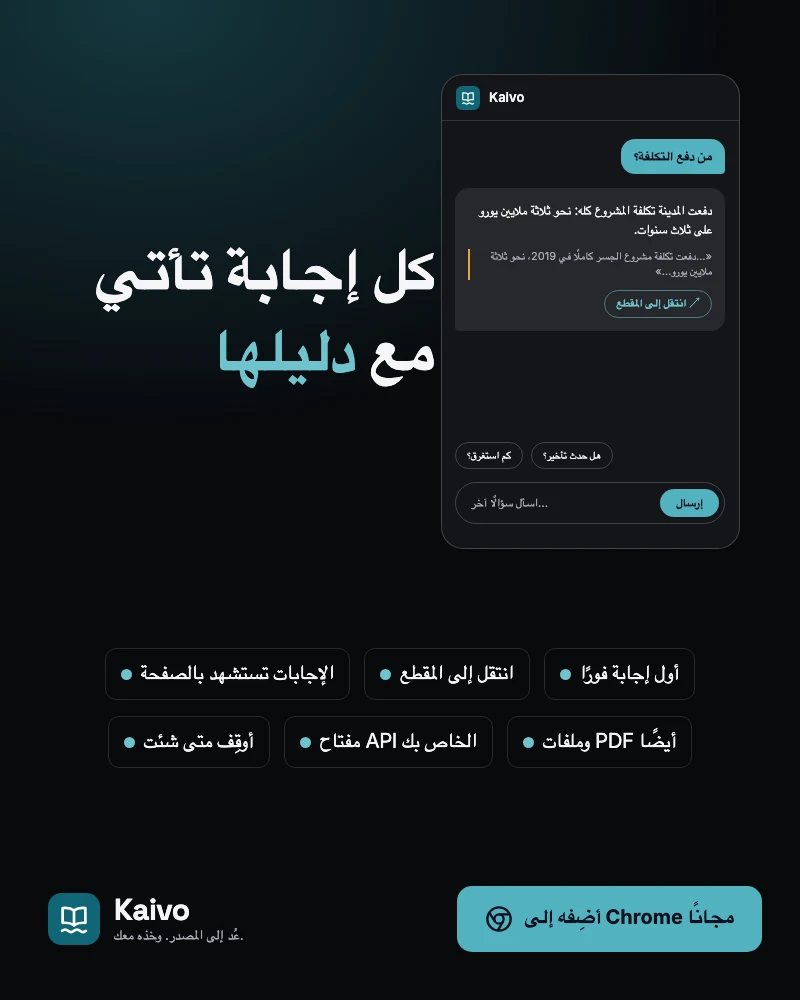 Kaivo
من دفع التكلفة؟
دفعت المدينة تكلفة المشروع كله: نحو ثلاثة ملايين يورو
على ثلاث سنوات.
«...دفعت تكلفة مشروع الجسر كاملًا في 2019، نحو ثلاثة
ملايين يورو...»
↗ انتقل إلى المقطع
هل حدث تأخير؟
كم استغرق؟
اسأل سؤالًا آخر...
إرسال
كل إجابة تأتي
مع دليلها
أول إجابة فورًا
انتقل إلى المقطع
الإجابات تستشهد بالصفحة
وملفات PDF أيضًا
مفتاح API الخاص بك
أوقِف متى شئت
أضِفه إلى Chrome مجانًا
Kaivo
عُد إلى المصدر. وخذه معك.